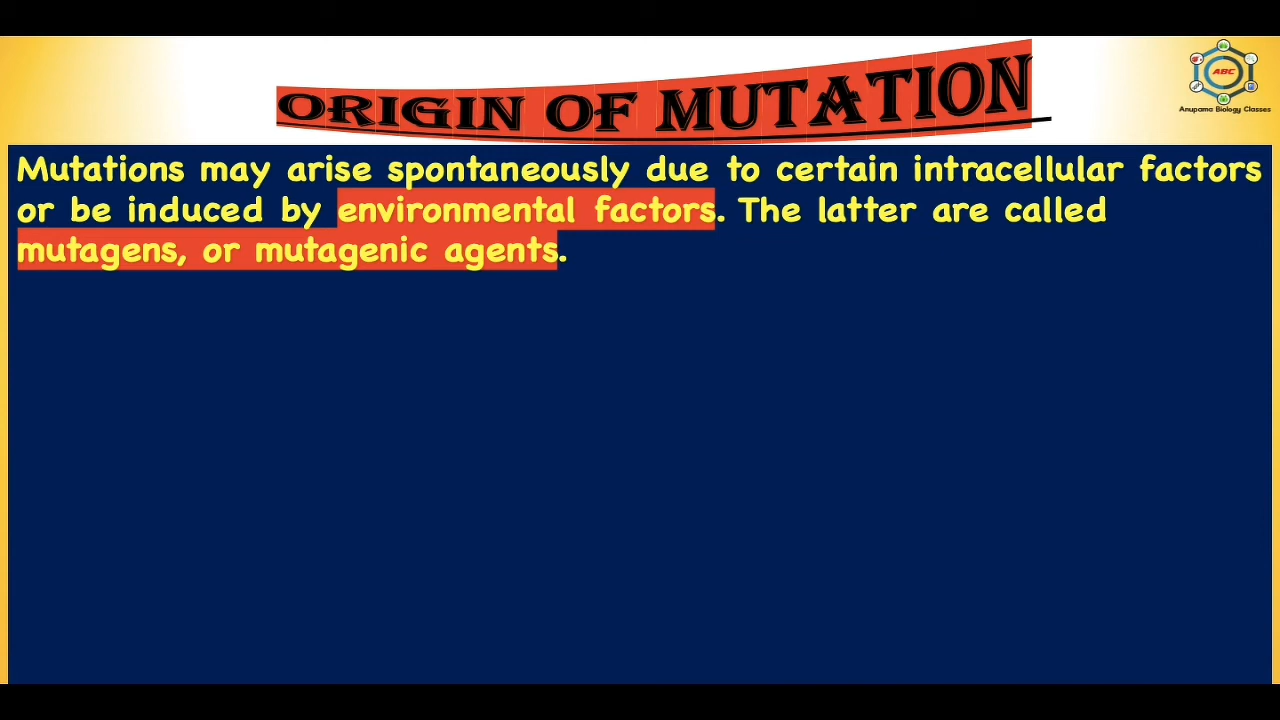 ORIGIN OF MUTATION
ABC
Anupama Biology Classes
Mutations may arise spontaneously due to certain intracellular factors
or be induced by environmental factors. The latter are called
mutagens, or mutagenic agents.